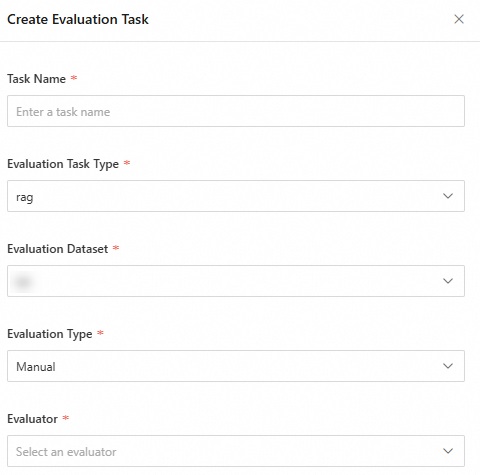 Create Evaluation Task
Task Name *
Enter a task name
Evaluation Task Type *
rag
Evaluation Dataset *
Evaluation Type *
Manual
Evaluator *
Select an evaluator